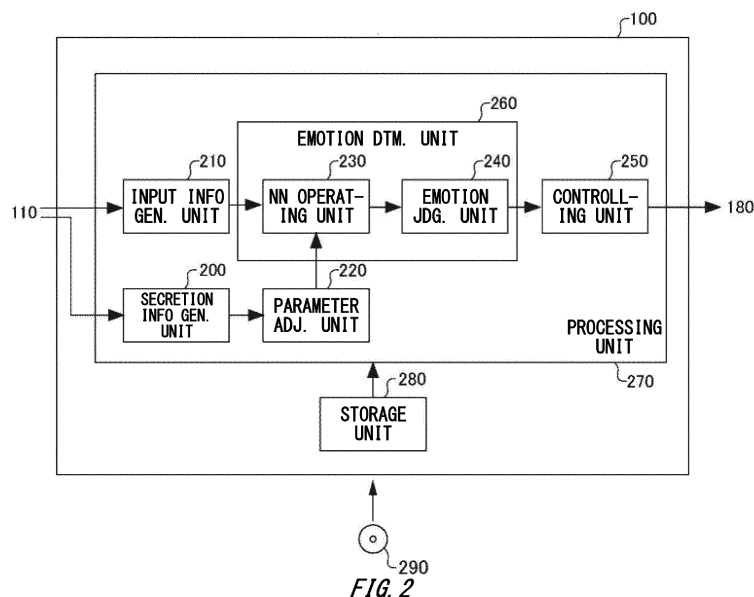 100
260
EMOTION DTM. UNIT
210
230
240
250
INPUT INFO
GEN. UNIT
NN OPERAT-
ING UNIT
EMOTION
JDG. UNIT
CONTROLL-
ING UNIT
110
180
200
220
SECRETION
INFO GEN.
UNIT
PARAMETER
ADJ. UNIT
PROCESSING
UNIT
270
280
STORAGE
UNIT
290
FIG. 2